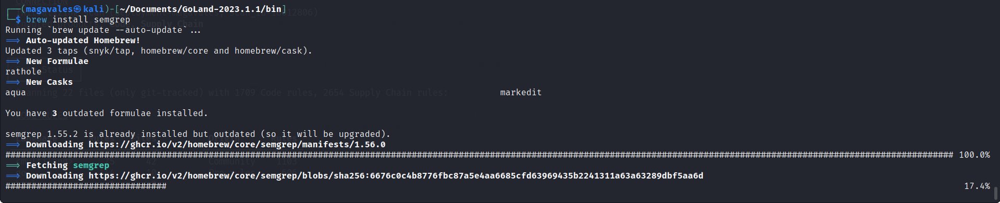 ┌──(magavales㉿kali)-[~/Documents/GoLand-2023.1.1/bin]
└─$ brew install semgrep
Running `brew update --auto-update`...
==> Auto-updated Homebrew!
Updated 3 taps (snyk/tap, homebrew/core and homebrew/cask).
==> New Formulae
rathole
==> New Casks
aqua markedit
You have 3 outdated formulae installed.
semgrep 1.55.2 is already installed but outdated (so it will be upgraded).
==> Downloading https://ghcr.io/v2/homebrew/core/semgrep/manifests/1.56.0
######################################################################################################################################################################################## 100.0%
==> Fetching semgrep
==> Downloading https://ghcr.io/v2/homebrew/core/semgrep/blobs/sha256:6676c0c4b8776fbc87a5e4aa6685cfd63969435b2241311a63a63289dbf5aa6d
############################### 17.4%